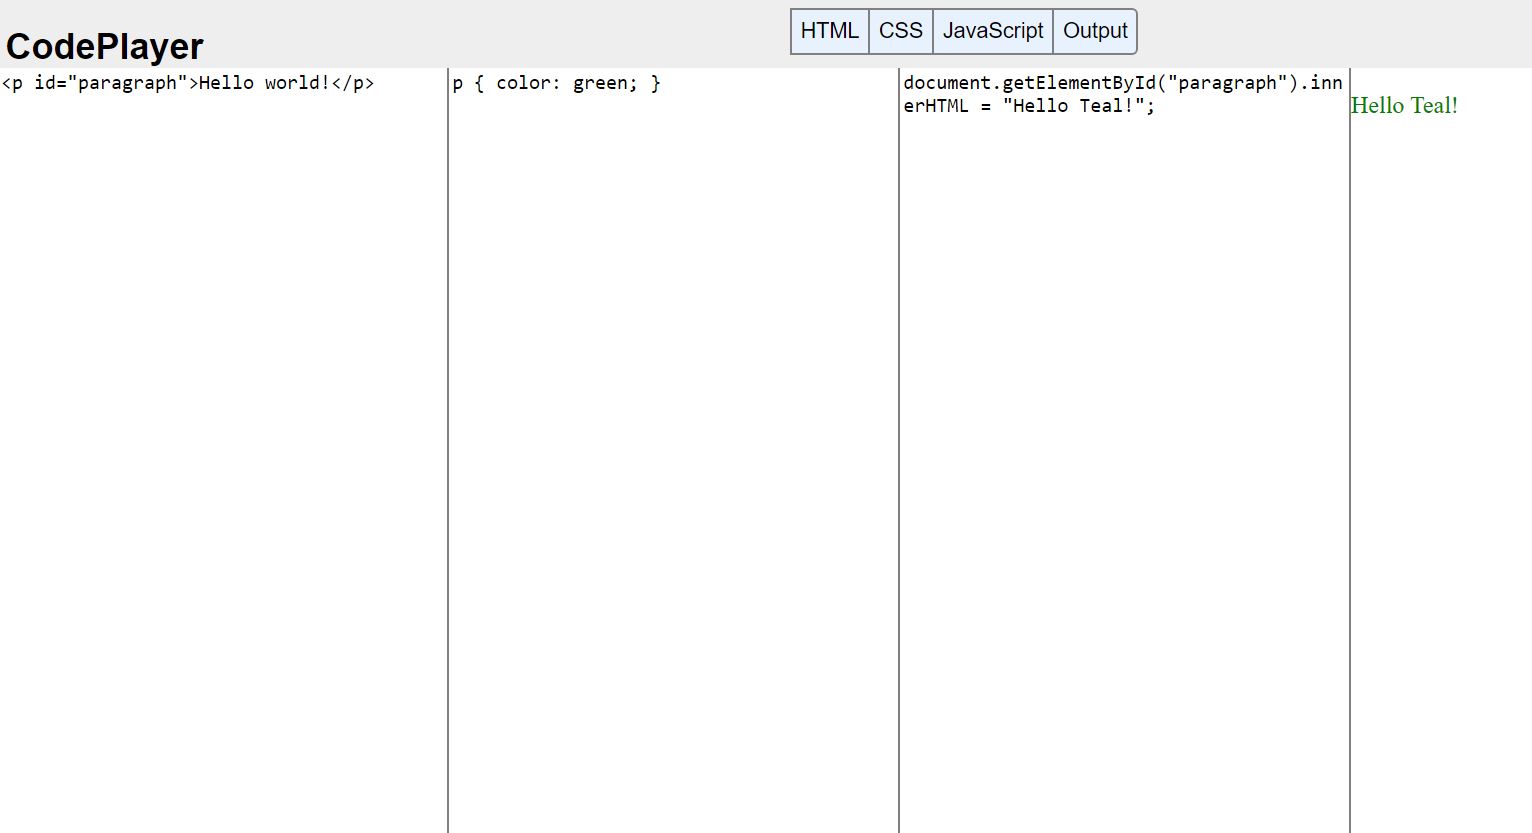 CodePlayer
HTML CSS JavaScript Output
<p id="paragraph">Hello world!</p>
p { color: green; }
document.getElementById("paragraph").inn
erHTML = "Hello Teal!";
Hello Teal!